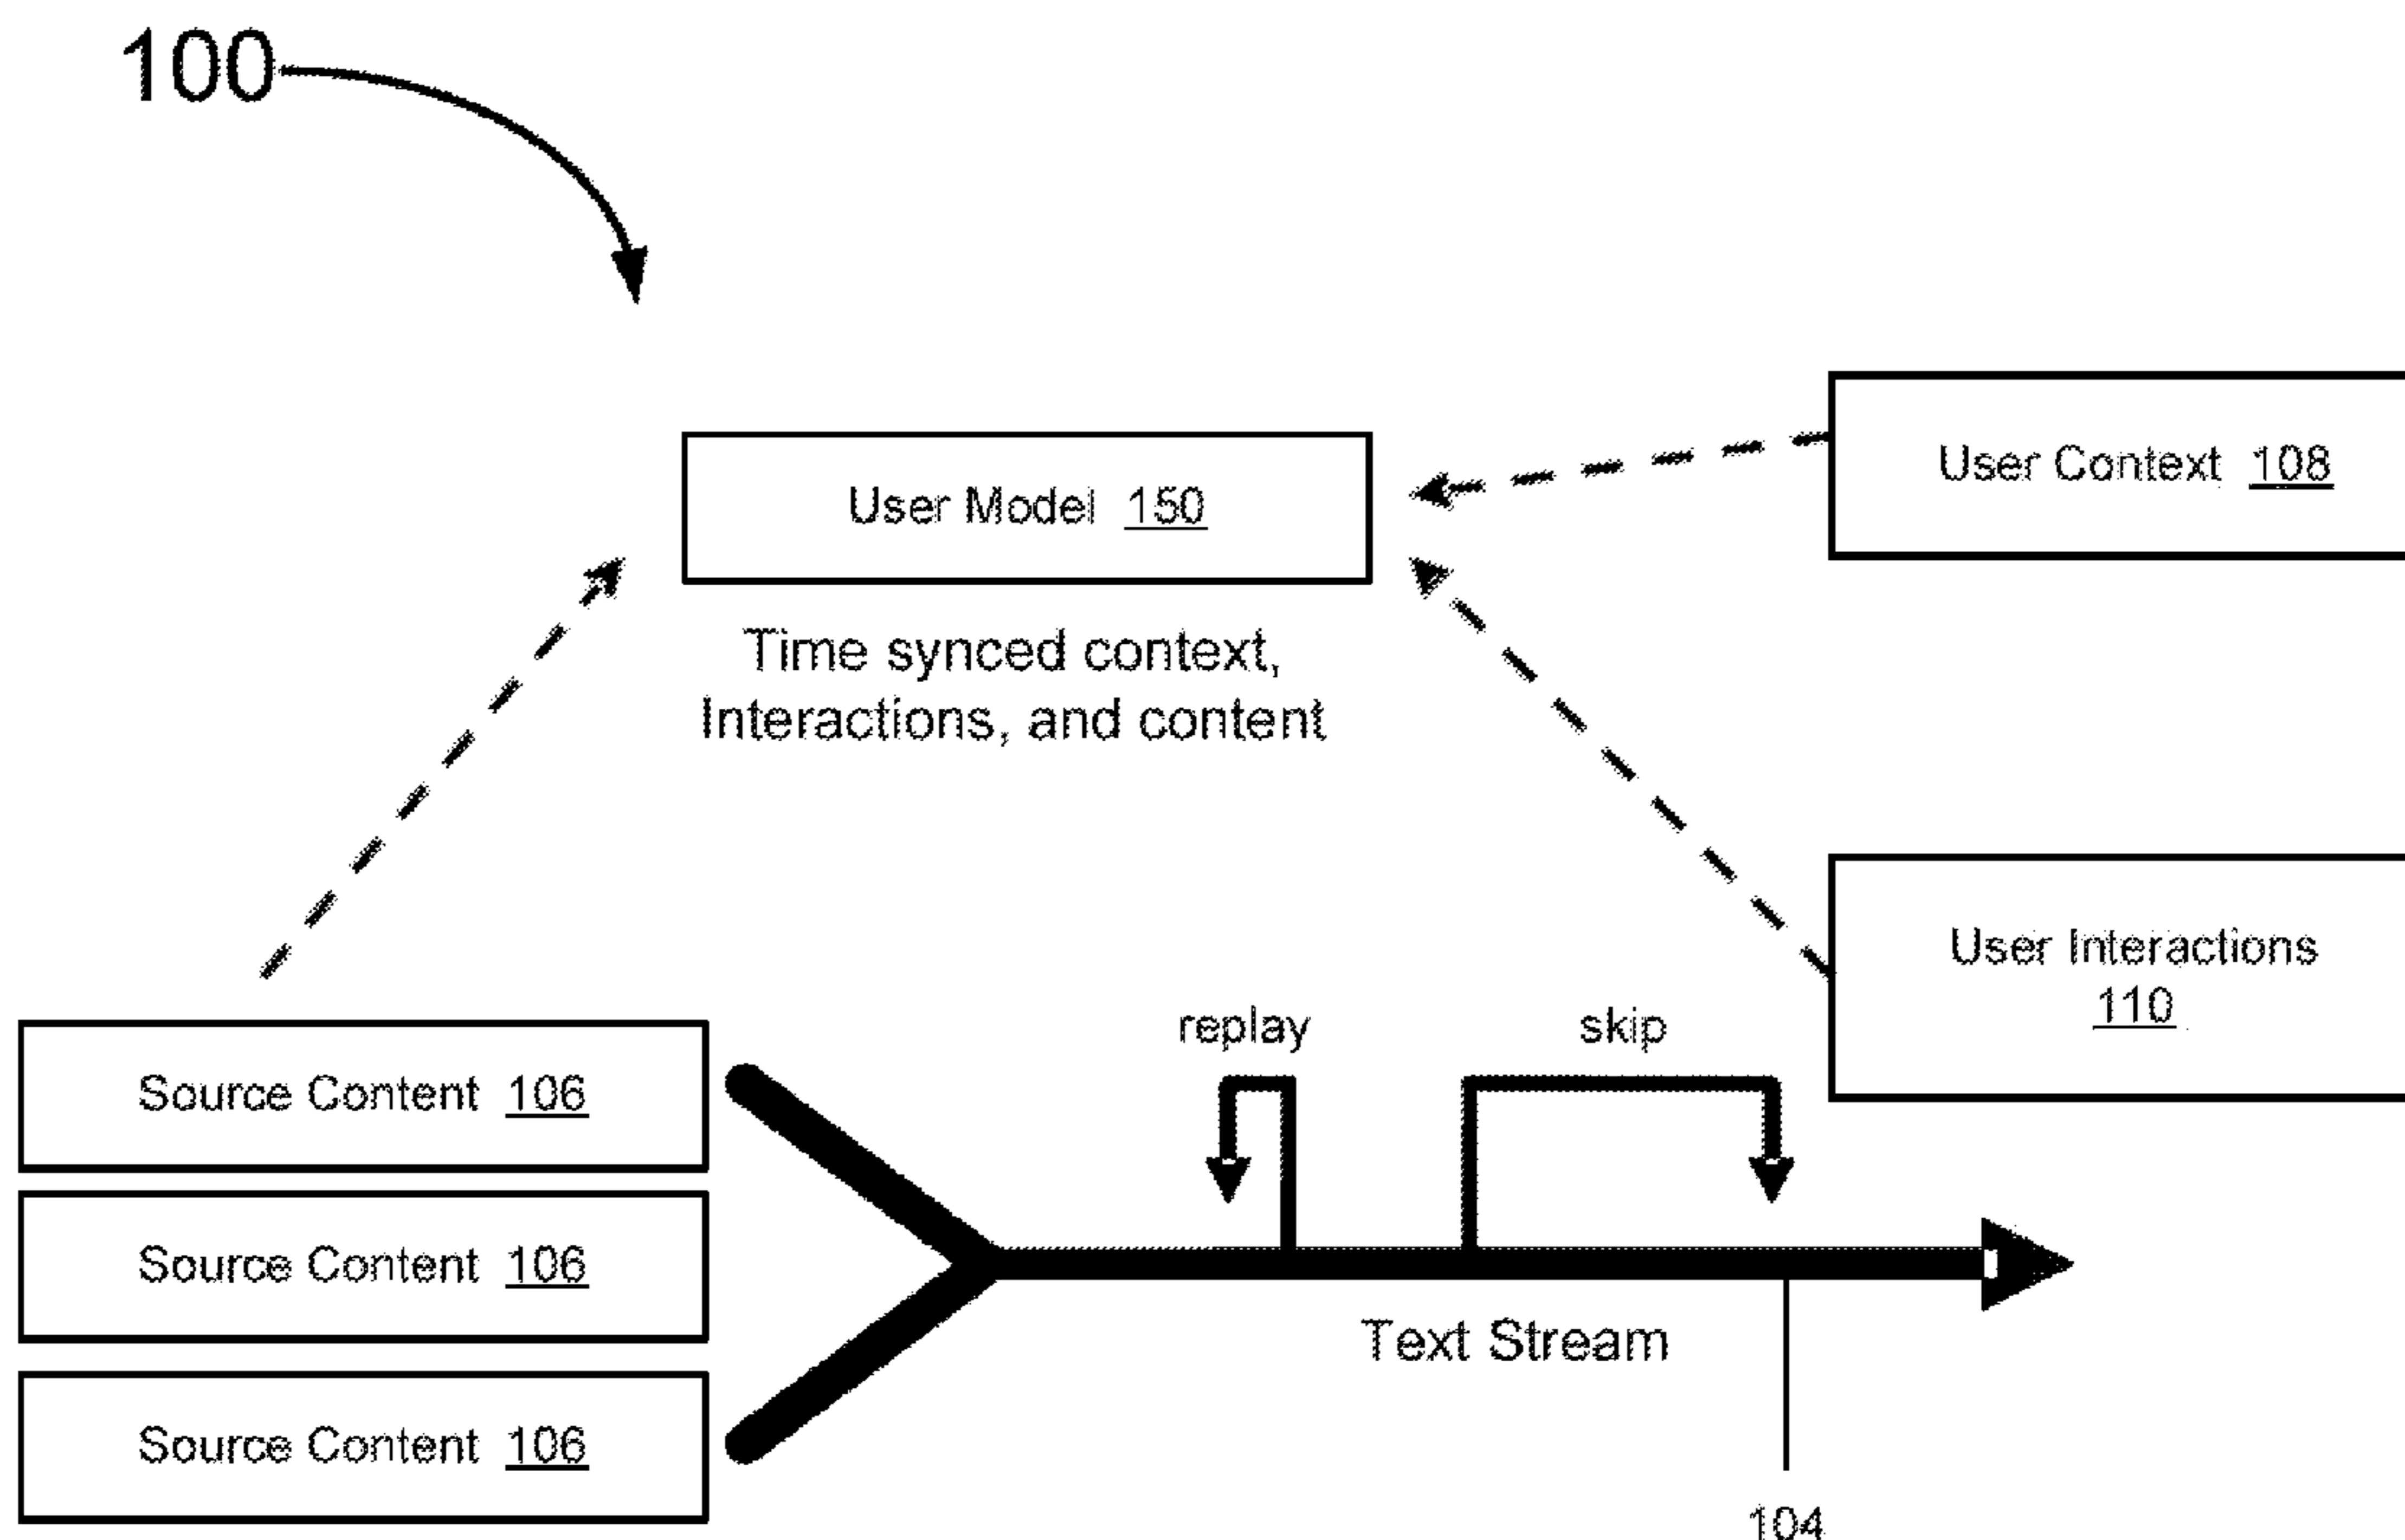 100
User Context 108
User Model 150
Time synced context,
Interactions, and content
User Interactions
110
replay
skip
Source Content 106
Source Content 106
Text Stream
Source Content 106
104